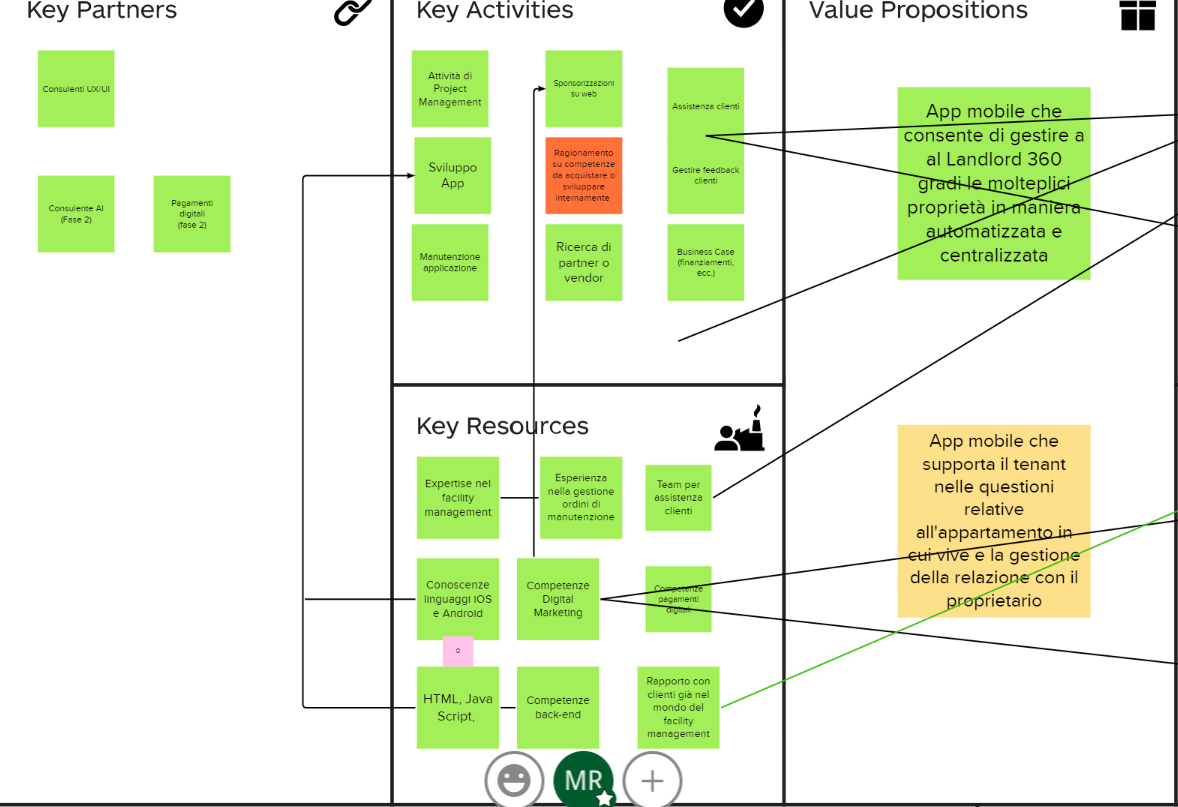 Key Partners
Consulenti UX/UI
Consulente AI
(Fase 2)
Pagamenti
digitali
(fase 2)
Key Activities
Attività di
Project
Management
Sponsorizzazioni
su web
Assistenza clienti
Sviluppo
App
Ragionamento
su competenze
da acquistare o
sviluppare
internamente
Gestire feedback
clienti
Manutenzione
applicazione
Ricerca di
partner o
vendor
Business Case
(finanziamenti,
ecc.)
Key Resources
Expertise nel
facility
management
Esperienza
nella gestione
ordini di
manutenzione
Team per
assistenza
clienti
Conoscenze
linguaggi iOS
e Android
Competenze
Digital
Marketing
Competenze
pagamenti
digitali
o
HTML, Java
Script,
Competenze
back-end
Rapporto con
clienti già nel
mondo del
facility
management
Value Propositions
App mobile che
consente di gestire a
al Landlord 360
gradi le molteplici
proprietà in maniera
automatizzata e
centralizzata
App mobile che
supporta il tenant
nelle questioni
relative
all'appartamento in
cui vive e la gestione
della relazione con il
proprietario
MR